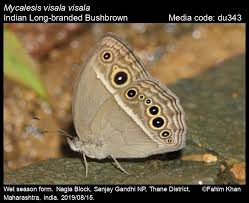 Mycalesis visala visala
Indian Long-branded Bushbrown
Media code: du343
Wet season form. Nagla Block, Sanjay Gandhi NP, Thane District, ©Fahim Khan
Maharashtra, India. 2019/08/15.